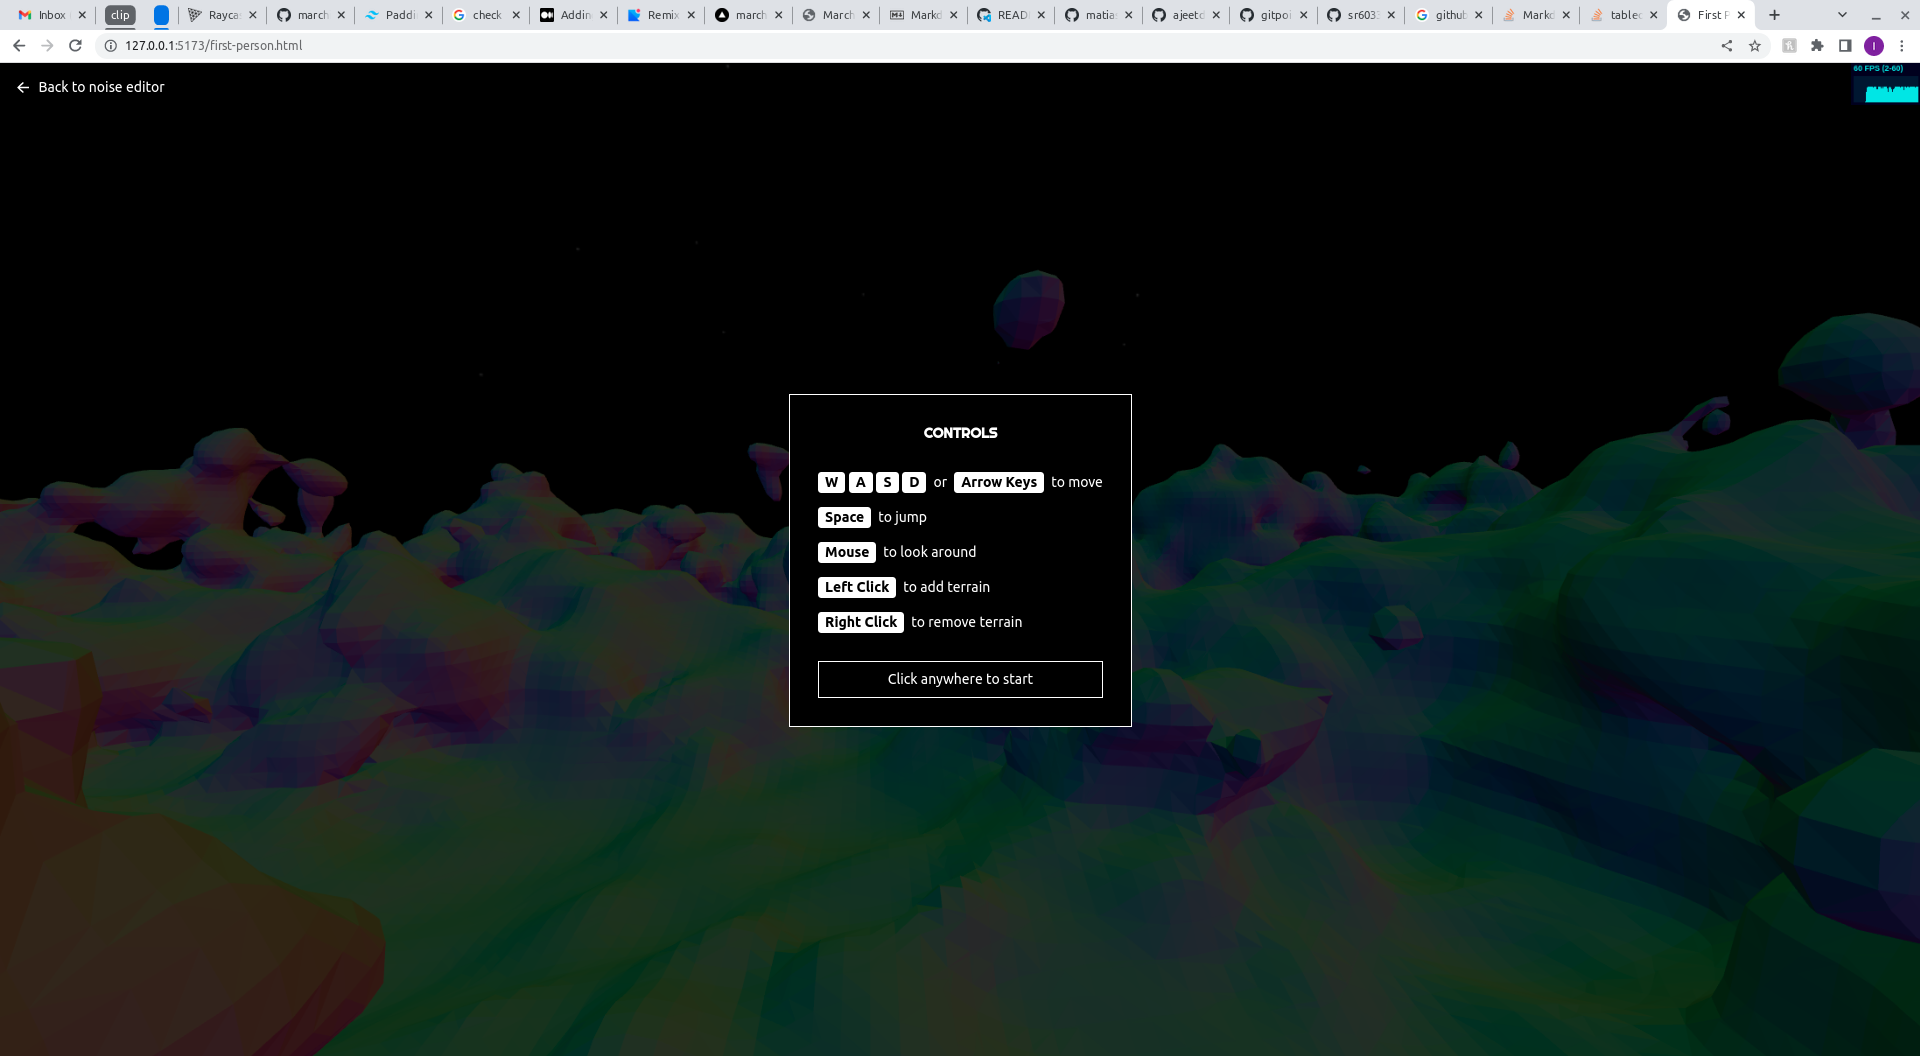 Inbox
clip
Rayca
march
Paddi
check
Addin
Remix
march
March
Markd
READ
matia
ajeetd
gitpoi
sr603
github
Markd
tablec
First P
127.0.0.1:5173/first-person.html
I
Back to noise editor
60 FPS (2-60)
CONTROLS
W A S D or Arrow Keys to move
Space to jump
Mouse to look around
Left Click to add terrain
Right Click to remove terrain
Click anywhere to start